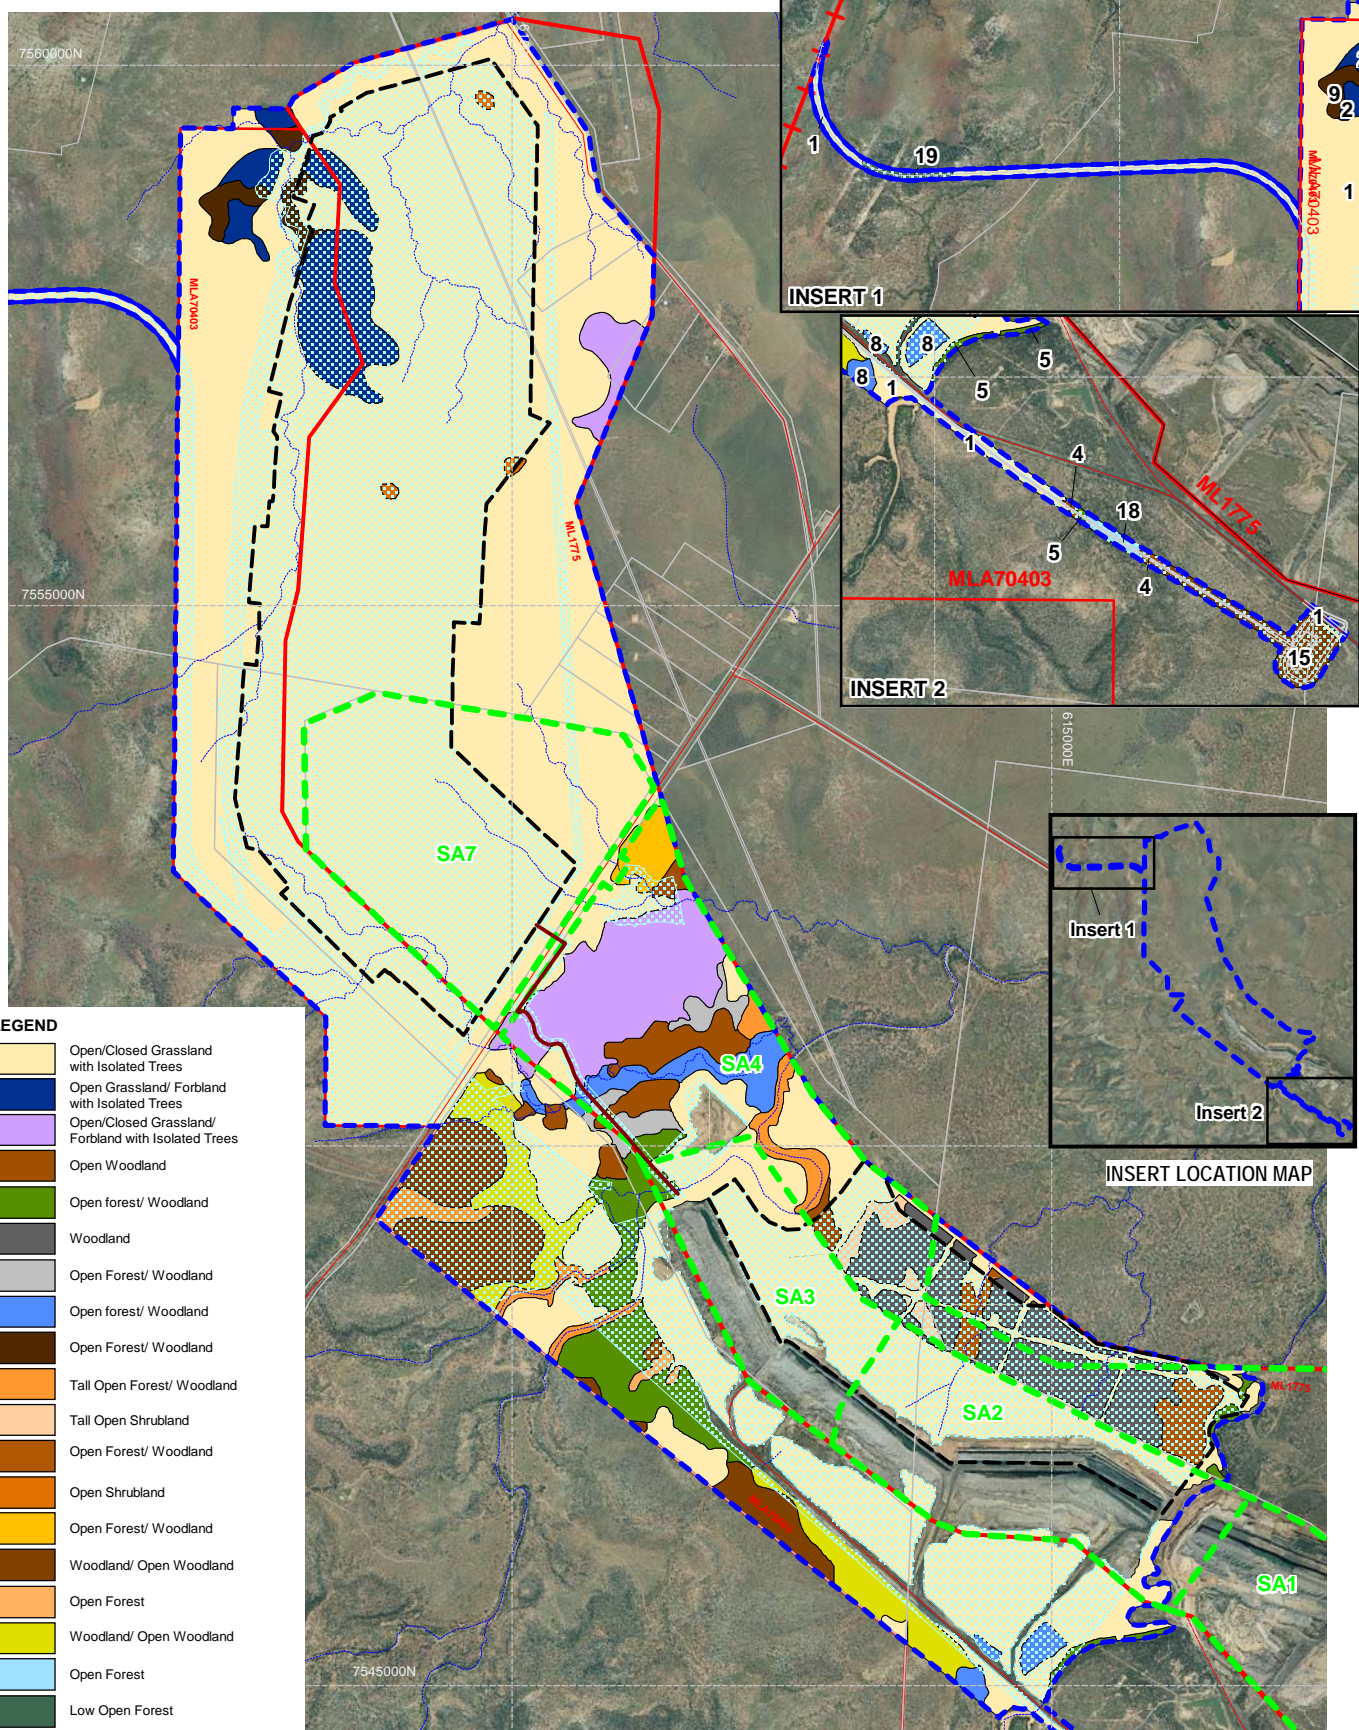 7560000N
MLA70403
ML1775
7555000N
SA7
SA4
SA3
SA2
SA1
ML1775
MLA70403
7545000N
615000E
1
19
9
2
1
MLA70403
INSERT 1
8
8
8
1
5
5
1
4
18
5
4
ML1775
MLA70403
1
15
INSERT 2
Insert 1
Insert 2
INSERT LOCATION MAP
EGEND
Open/Closed Grassland
with Isolated Trees
Open Grassland/ Forbland
with Isolated Trees
Open/Closed Grassland/
Forbland with Isolated Trees
Open Woodland
Open forest/ Woodland
Woodland
Open Forest/ Woodland
Open forest/ Woodland
Open Forest/ Woodland
Tall Open Forest/ Woodland
Tall Open Shrubland
Open Forest/ Woodland
Open Shrubland
Open Forest/ Woodland
Woodland/ Open Woodland
Open Forest
Woodland/ Open Woodland
Open Forest
Low Open Forest